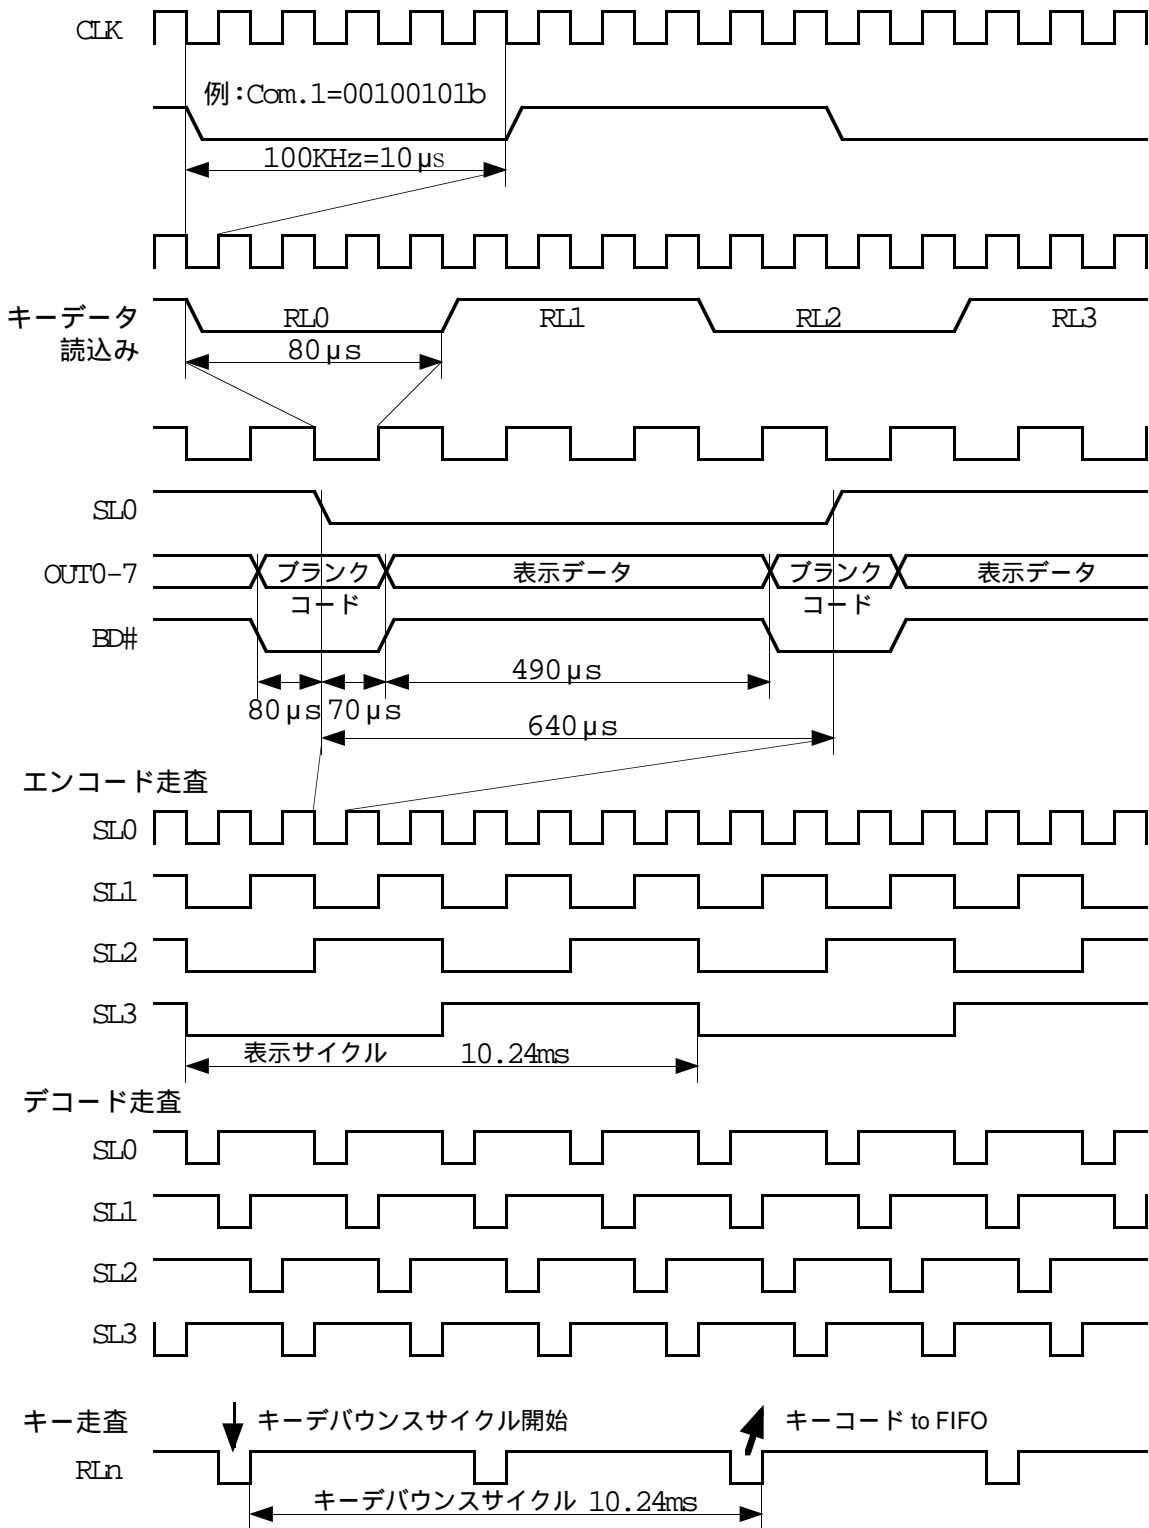 CLK
例:Com.1=00100101b
100KHz=10μs
キーデータ
読込み
RL0
RL1
RL2
RL3
80μs
SL0
OUT0-7
ブランク
コード
表示データ
ブランク
コード
表示データ
BD#
490μs
80μs
70μs
640μs
エンコード走査
SL0
SL1
SL2
SL3
表示サイクル 10.24ms
デコード走査
SL0
SL1
SL2
SL3
キー走査
キーデバウンスサイクル開始
キーコード to FIFO
RLn
キーデバウンスサイクル 10.24ms